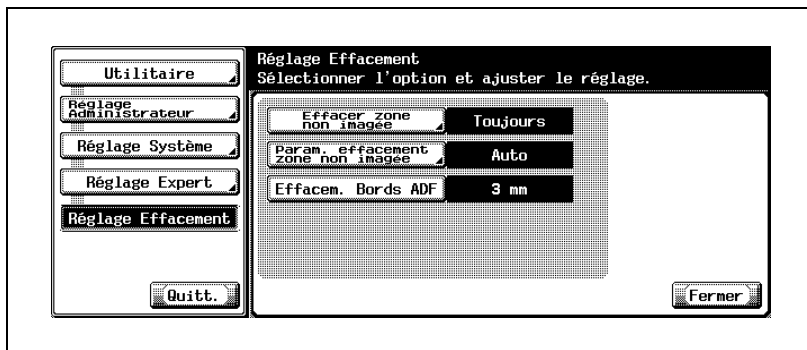 Utilitaire
Réglage
Administrateur
Réglage Système
Réglage Expert
Réglage Effacement
Quitt.
Réglage Effacement
Sélectionner l'option et ajuster le réglage.
Effacer zone
non imagée
Toujours
Param. effacement
zone non imagée
Auto
Effacem. Bords ADF
3 mm
Fermer